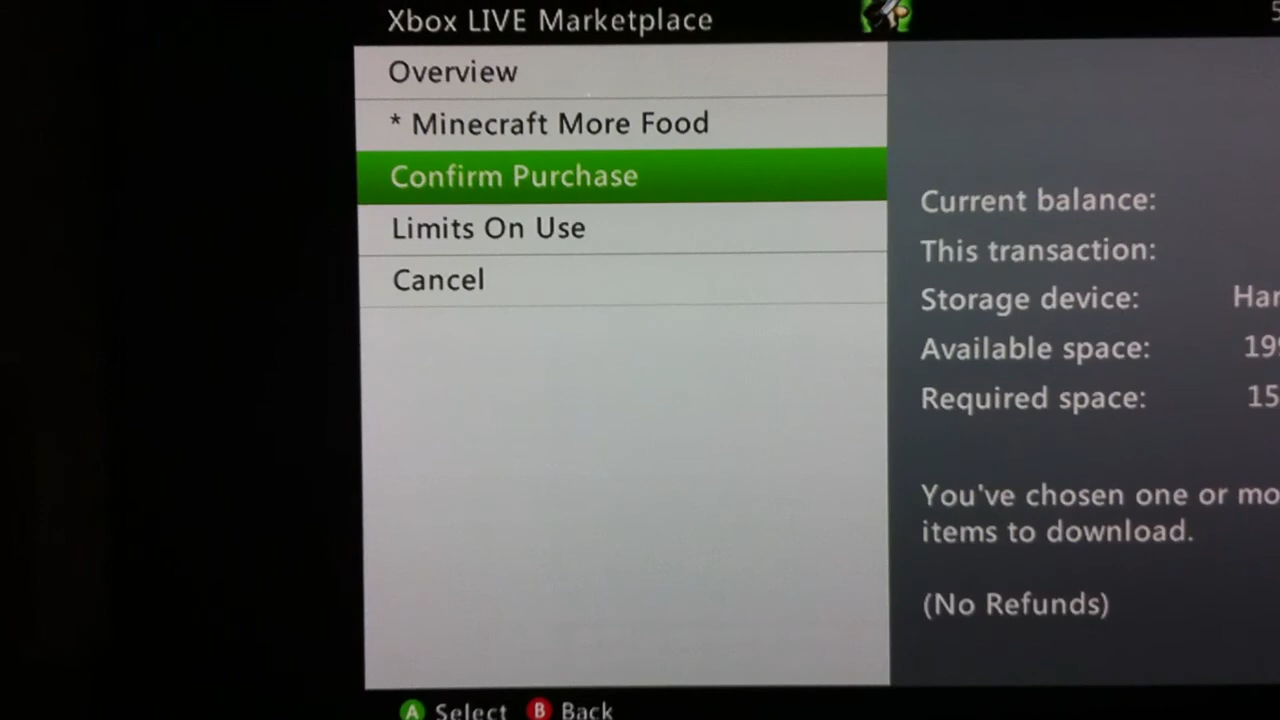 Xbox LIVE Marketplace
Overview
* Minecraft More Food
Confirm Purchase
Limits On Use
Cancel
Current balance:
This transaction:
Storage device:
Available space:
Required space:
You've chosen one or
items to download.
(No Refunds)
A Select B Back